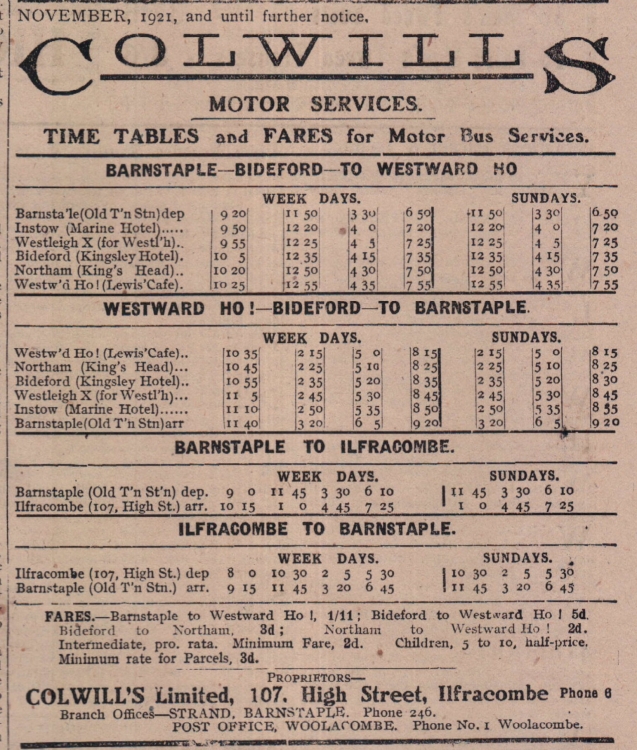 NOVEMBER, 1921, and until further notice.
COLWILLS
MOTOR SERVICES.
TIME TABLES and FARES for Motor Bus Services.
BARNSTAPLE—BIDEFORD—TO WESTWARD HO
WEEK DAYS. SUNDAYS.
Barnsta'le(Old T'n Stn)dep 9 20 11 50 3 30 6 50 11 50 3 30 6 50
Instow (Marine Hotel)..... 9 50 12 20 4 0 7 20 12 20 4 0 7 20
Westleigh X (for Westl'h).. 9 55 12 25 4 5 7 25 12 25 4 5 7 25
Bideford (Kingsley Hotel). 10 5 12 35 4 15 7 35 12 35 4 15 7 35
Northam (King's Head).. 10 20 12 50 4 30 7 50 12 50 4 30 7 50
Westw'd Ho! (Lewis'Cafe). 10 25 12 55 4 35 7 55 12 55 4 35 7 55
WESTWARD HO!—BIDEFORD—TO BARNSTAPLE.
WEEK DAYS. SUNDAYS.
Westw'd Ho! (Lewis'Cafe).. 10 35 2 15 5 0 8 15 2 15 5 0 8 15
Northam (King's Head)... 10 45 2 25 5 10 8 25 2 25 5 10 8 25
Bideford (Kingsley Hotel) 10 55 2 35 5 20 8 35 2 35 5 20 8 30
Westleigh X (for Westl'h)... 11 5 2 45 5 30 8 45 2 45 5 30 8 45
Instow (Marine Hotel)...... 11 10 2 50 5 35 8 50 2 50 5 35 8 55
Barnstaple(Old T'n Stn)arr 11 40 3 20 6 5 9 20 3 20 6 5 9 20
BARNSTAPLE TO ILFRACOMBE.
WEEK DAYS. SUNDAYS.
Barnstaple (Old T'n St'n) dep. 9 0 11 45 3 30 6 10 11 45 3 30 6 10
Ilfracombe (107, High St.) arr. 10 15 1 0 4 45 7 25 1 0 4 45 7 25
ILFRACOMBE TO BARNSTAPLE.
WEEK DAYS. SUNDAYS.
Ilfracombe (107, High St.) dep 8 0 10 30 2 5 5 30 10 30 2 5 5 30
Barnstaple (Old T'n Stn.) arr. 9 15 11 45 3 20 6 45 11 45 3 20 6 45
FARES.—Barnstaple to Westward Ho !, 1/11; Bideford to Westward Ho ! 5d.
Bideford to Northam, 3d; Northam to Westward Ho ! 2d.
Intermediate, pro. rata. Minimum Fare, 2d. Children, 5 to 10, half-price.
Minimum rate for Parcels, 3d.
PROPRIETORS—
COLWILL'S Limited, 107, High Street, Ilfracombe Phone 6
Branch Offices—STRAND, BARNSTAPLE. Phone 246.
POST OFFICE, WOOLACOMBE. Phone No. 1 Woolacombe.